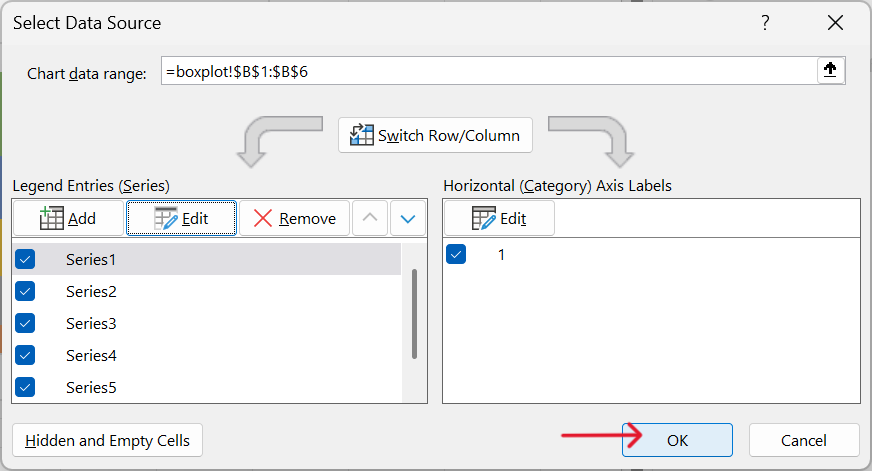 Select Data Source ?
Chart data range: =boxplot!$B$1:$B$6
Switch Row/Column
Legend Entries (Series) Horizontal (Category) Axis Labels
Add Edit Remove Edit
Series1 1
Series2
Series3
Series4
Series5
Hidden and Empty Cells OK Cancel